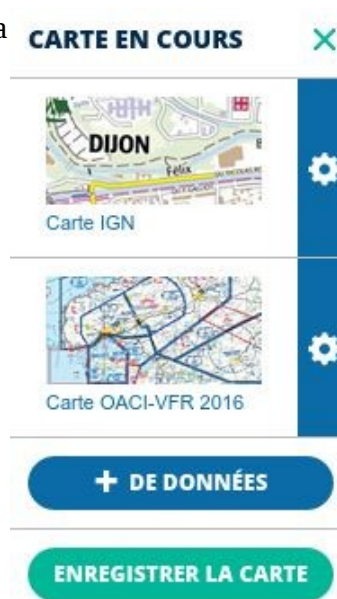 a
CARTE EN COURS
DIJON
Carte IGN
Carte OACI-VFR 2016
+ DE DONNÉES
ENREGISTRER LA CARTE